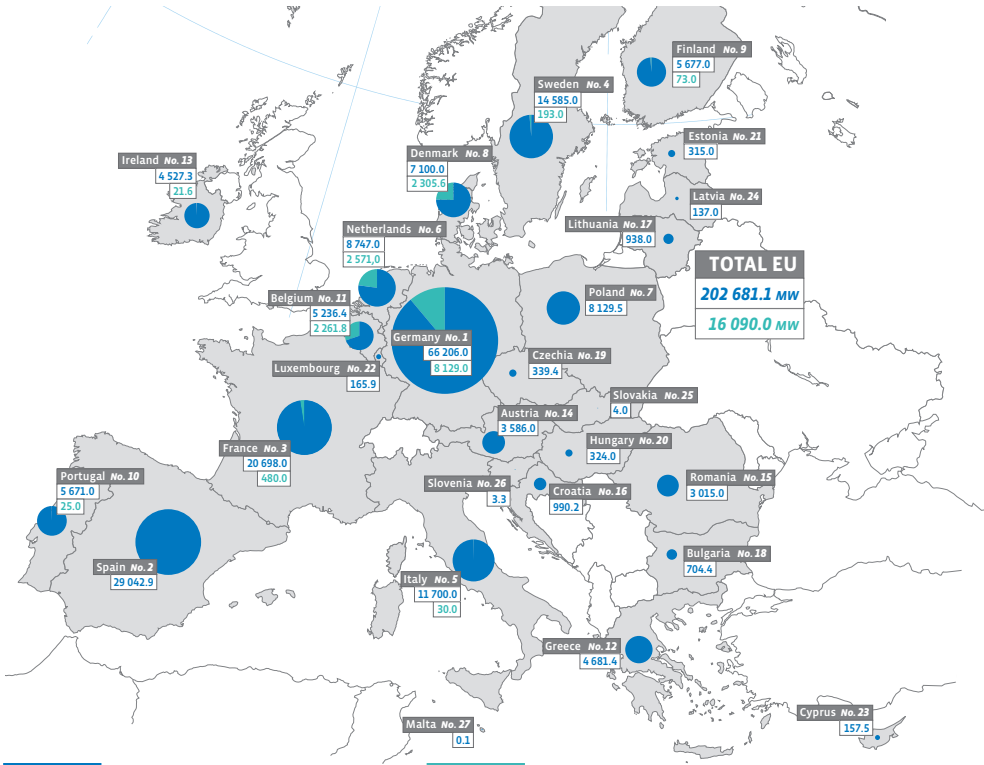 Finland No. 9
5 677.0
73.0
Sweden No. 4
14 585.0
193.0
Estonia No. 21
315.0
Ireland No. 13
4 527.3
21.6
Denmark No. 8
7 100.0
2 305.6
Latvia No. 24
137.0
Lithuania No. 17
938.0
Netherlands No. 6
8 747.0
2 571,0
TOTAL EU
202 681.1 MW
16 090.0 MW
Belgium No. 11
5 236.4
2 261.8
Poland No. 7
8 129.5
Germany No. 1
66 206.0
8 129.0
Czechia No. 19
339.4
Luxembourg No. 22
165.9
Slovakia No. 25
4.0
Austria No. 14
3 586.0
Hungary No. 20
324.0
France No. 3
20 698.0
480.0
Portugal No. 10
5 671.0
25.0
Slovenia No. 26
3.3
Croatia No. 16
990.2
Romania No. 15
3 015.0
Spain No. 2
29 042.9
Bulgaria No. 18
704.4
Italy No. 5
11 700.0
30.0
Greece No. 12
4 681.4
Malta No. 27
0.1
Cyprus No. 23
157.5